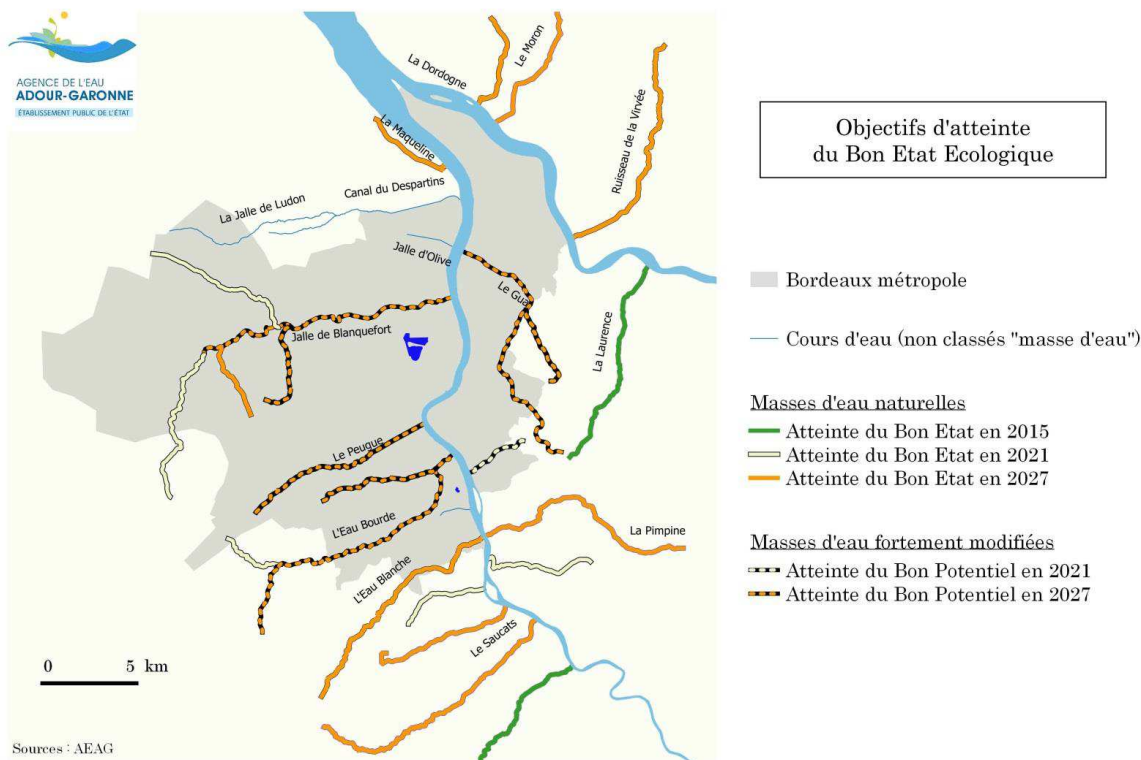 AGENCE DE L'EAU
ADOUR-GARONNE
ÉTABLISSEMENT PUBLIC DE L'ÉTAT
La Dordogne
Le Moron
Ruisseau de la Virvée
La Maqueline
Canal du Despartins
La Jalle de Ludon
Jalle d'Olive
Le Gua
Jalle de Blanquefort
La Laurence
Le Peugue
L'Eau Bourde
La Pimpine
L'Eau Blanche
Le Saucats
0 5 km
Sources : AEAG
Objectifs d'atteinte
du Bon Etat Ecologique
Bordeaux métropole
Cours d'eau (non classés "masse d'eau")
Masses d'eau naturelles
Atteinte du Bon Etat en 2015
Atteinte du Bon Etat en 2021
Atteinte du Bon Etat en 2027
Masses d'eau fortement modifiées
Atteinte du Bon Potentiel en 2021
Atteinte du Bon Potentiel en 2027